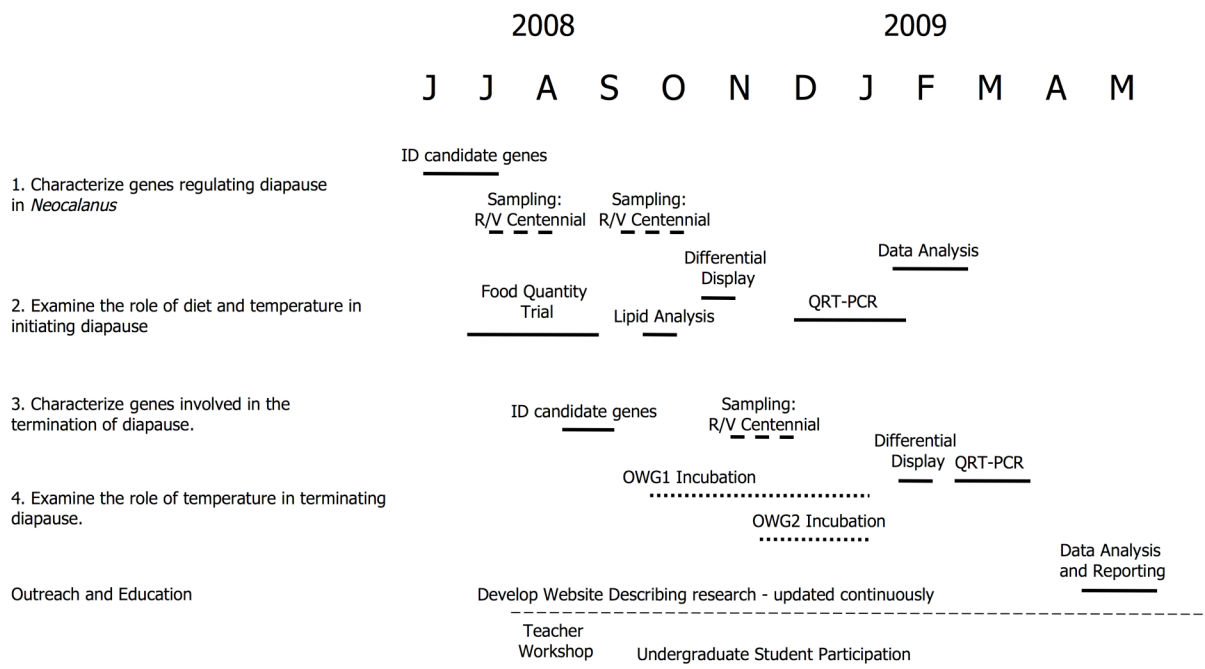 2008 2009
J J A S O N D J F M A M
ID candidate genes
1. Characterize genes regulating diapause
in Neocalanus
Sampling:
R/V Centennial
Sampling:
R/V Centennial
Differential
Display
Data Analysis
2. Examine the role of diet and temperature in
initiating diapause
Food Quantity
Trial
Lipid Analysis
QRT-PCR
3. Characterize genes involved in the
termination of diapause.
ID candidate genes
Sampling:
R/V Centennial
Differential
Display
QRT-PCR
OWG1 Incubation
4. Examine the role of temperature in terminating
diapause.
OWG2 Incubation
Data Analysis
and Reporting
Outreach and Education
Develop Website Describing research - updated continuously
Teacher
Workshop
Undergraduate Student Participation